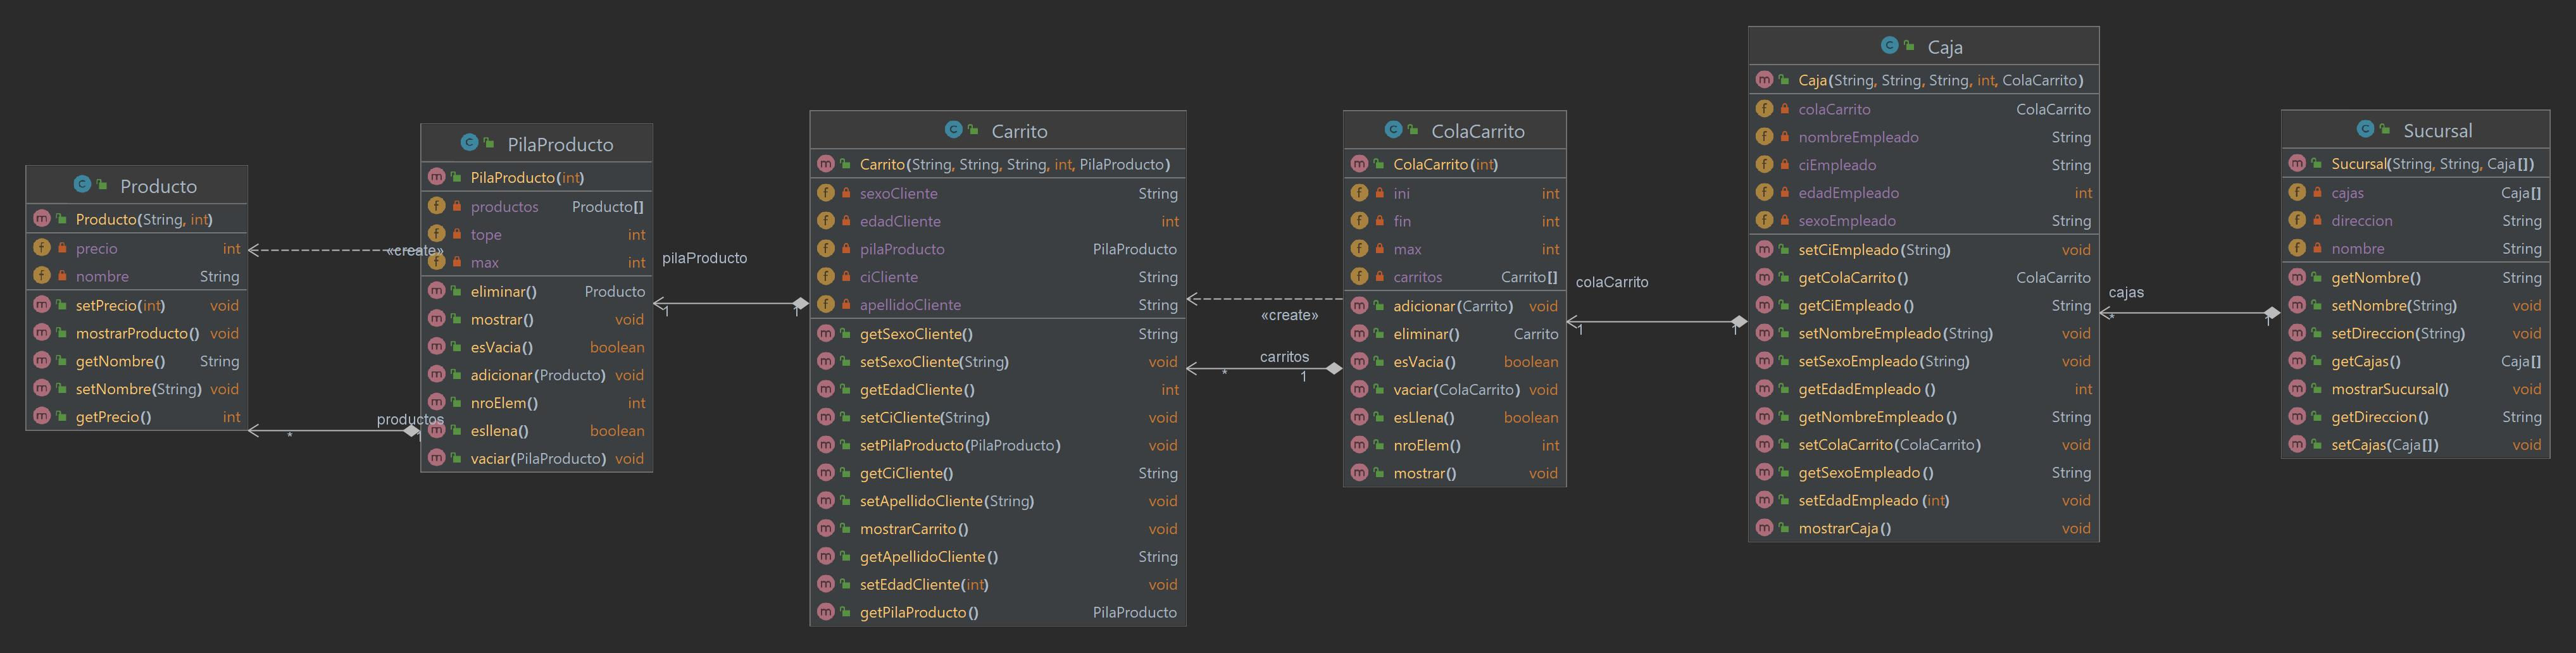 Producto
Producto(String, int)
precio int
nombre String
setPrecio(int) void
mostrarProducto() void
getNombre() String
setNombre(String) void
getPrecio() int
«create»
productos
*
1
PilaProducto
PilaProducto(int)
productos Producto[]
tope int
max int
eliminar() Producto
mostrar() void
esVacia() boolean
adicionar(Producto) void
nroElem() int
esllena() boolean
vaciar(PilaProducto) void
pilaProducto
1
1
Carrito
Carrito(String, String, String, int, PilaProducto)
sexoCliente String
edadCliente int
pilaProducto PilaProducto
ciCliente String
apellidoCliente String
getSexoCliente() String
setSexoCliente(String) void
getEdadCliente() int
setCiCliente(String) void
setPilaProducto(PilaProducto) void
getCiCliente() String
setApellidoCliente(String) void
mostrarCarrito() void
getApellidoCliente() String
setEdadCliente(int) void
getPilaProducto() PilaProducto
«create»
carritos
*
1
ColaCarrito
ColaCarrito(int)
ini int
fin int
max int
carritos Carrito[]
adicionar(Carrito) void
eliminar() Carrito
esVacia() boolean
vaciar(ColaCarrito) void
esLlena() boolean
nroElem() int
mostrar() void
colaCarrito
1
1
Caja
Caja(String, String, String, int, ColaCarrito)
colaCarrito ColaCarrito
nombreEmpleado String
ciEmpleado String
edadEmpleado int
sexoEmpleado String
setCiEmpleado(String) void
getColaCarrito() ColaCarrito
getCiEmpleado() String
setNombreEmpleado(String) void
setSexoEmpleado(String) void
getEdadEmpleado() int
getNombreEmpleado() String
setColaCarrito(ColaCarrito) void
getSexoEmpleado() String
setEdadEmpleado(int) void
mostrarCaja() void
cajas
*
1
Sucursal
Sucursal(String, String, Caja[])
cajas Caja[]
direccion String
nombre String
getNombre() String
setNombre(String) void
setDireccion(String) void
getCajas() Caja[]
mostrarSucursal() void
getDireccion() String
setCajas(Caja[]) void